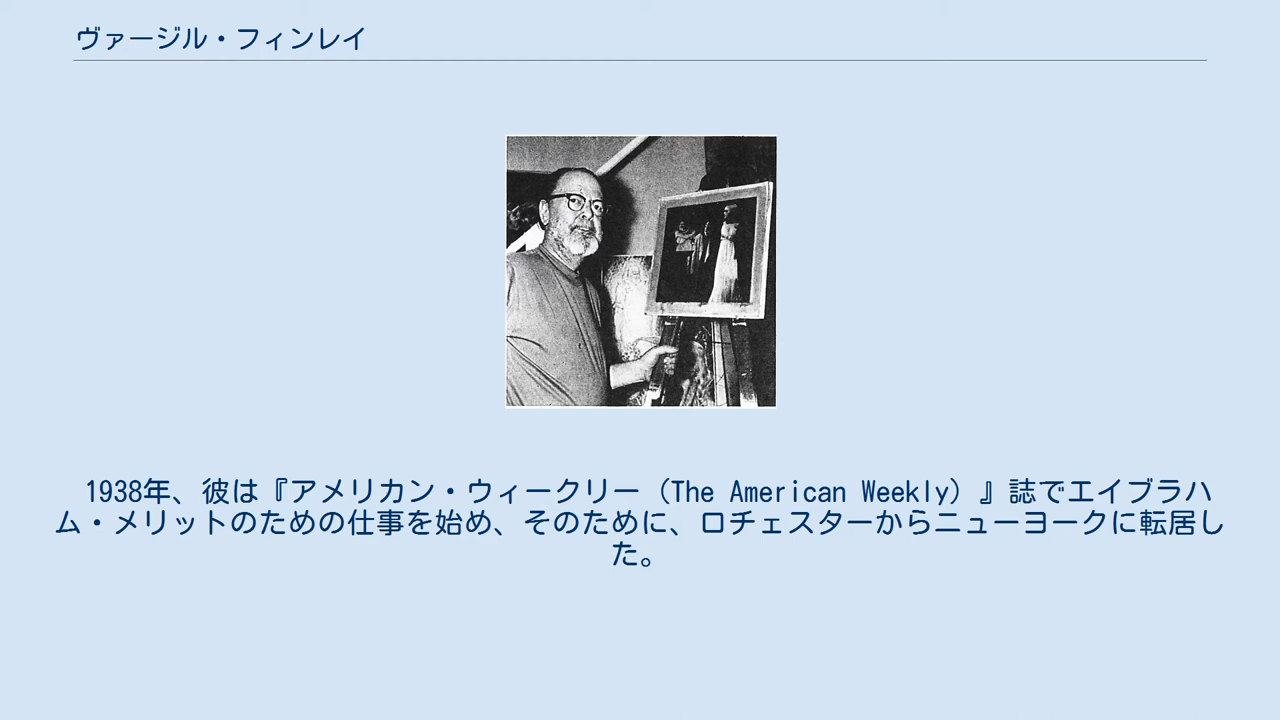 ヴァージル・フィンレイ
1938年、彼は『アメリカン・ウィークリー（The American Weekly）』誌でエイブラハ
ム・メリットのための仕事を始め、そのために、ロチェスターからニューヨークに転居し
た。